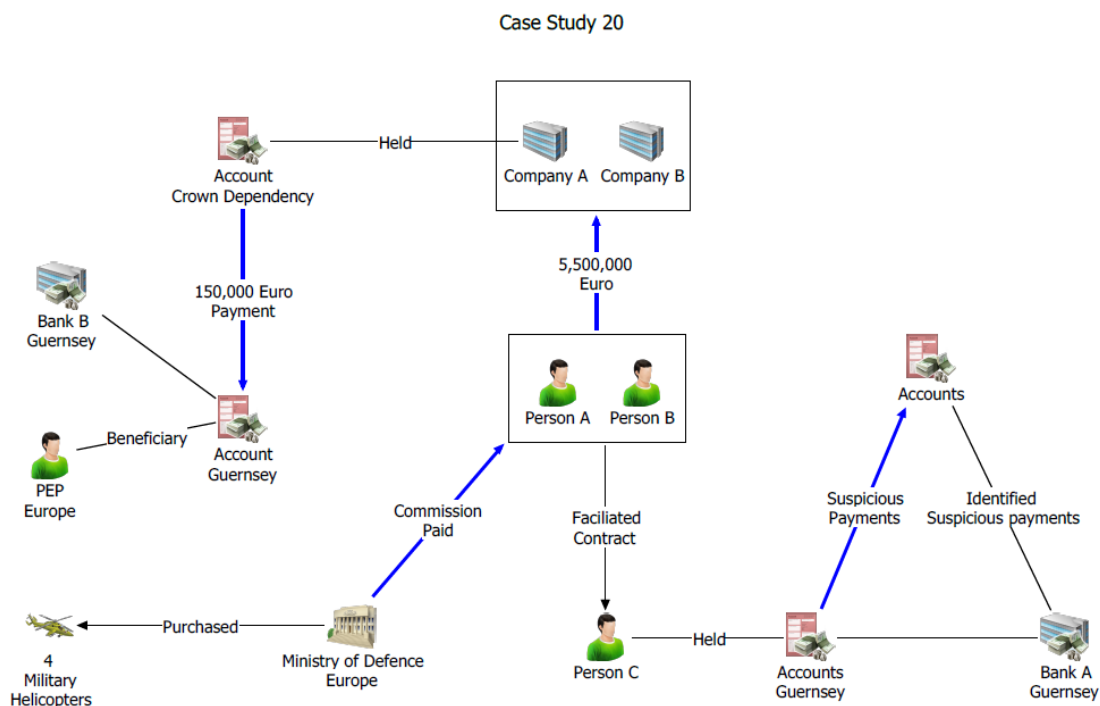 Case Study 20
Held
Account
Crown Dependency
Company A
Company B
5,500,000
Euro
150,000 Euro
Payment
Bank B
Guernsey
Person A
Person B
Accounts
Beneficiary
Account
Guernsey
PEP
Europe
Commission
Paid
Faciliated
Contract
Suspicious
Payments
Identified
Suspicious payments
Purchased
4
Military
Helicopters
Ministry of Defence
Europe
Person C
Held
Accounts
Guernsey
Bank A
Guernsey